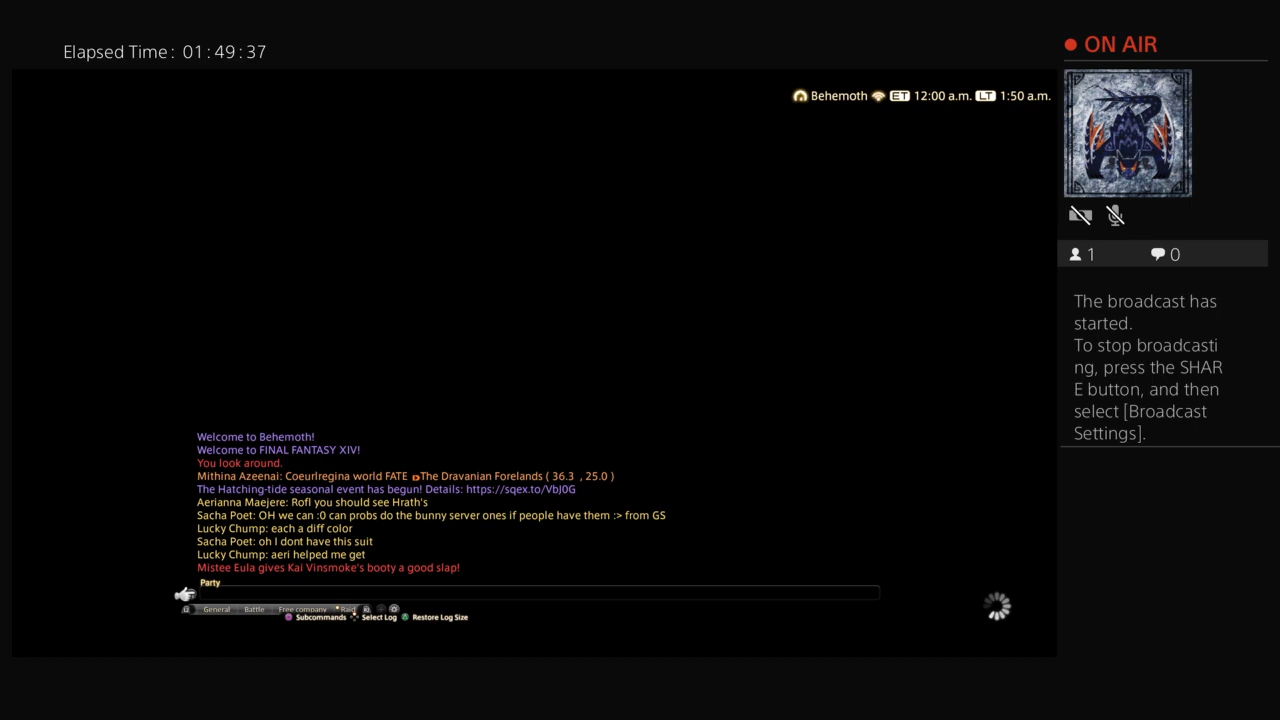 Elapsed Time: 01:49:37
ON AIR
Behemoth ET 12:00 a.m. LT 1:50 a.m.
1 0
The broadcast has
started.
To stop broadcasti
ng, press the SHAR
E button, and then
select [Broadcast
Settings].
Welcome to Behemoth!
Welcome to FINAL FANTASY XIV!
You look around.
Mithina Azeenai: Coeurlregina world FATE The Dravanian Forelands ( 36.3 , 25.0 )
The Hatching-tide seasonal event has begun! Details: https://sqex.to/VbJ0G
Aerianna Maejere: Rofl you should see Hrath's
Sacha Poet: OH we can :0 can probs do the bunny server ones if people have them :> from GS
Lucky Chump: each a diff color
Sacha Poet: oh I dont have this suit
Lucky Chump: aeri helped me get
Mistee Eula gives Kai Vinsmoke's booty a good slap!
Party
L2 General Battle Free company Raid R2
Subcommands Select Log Restore Log Size